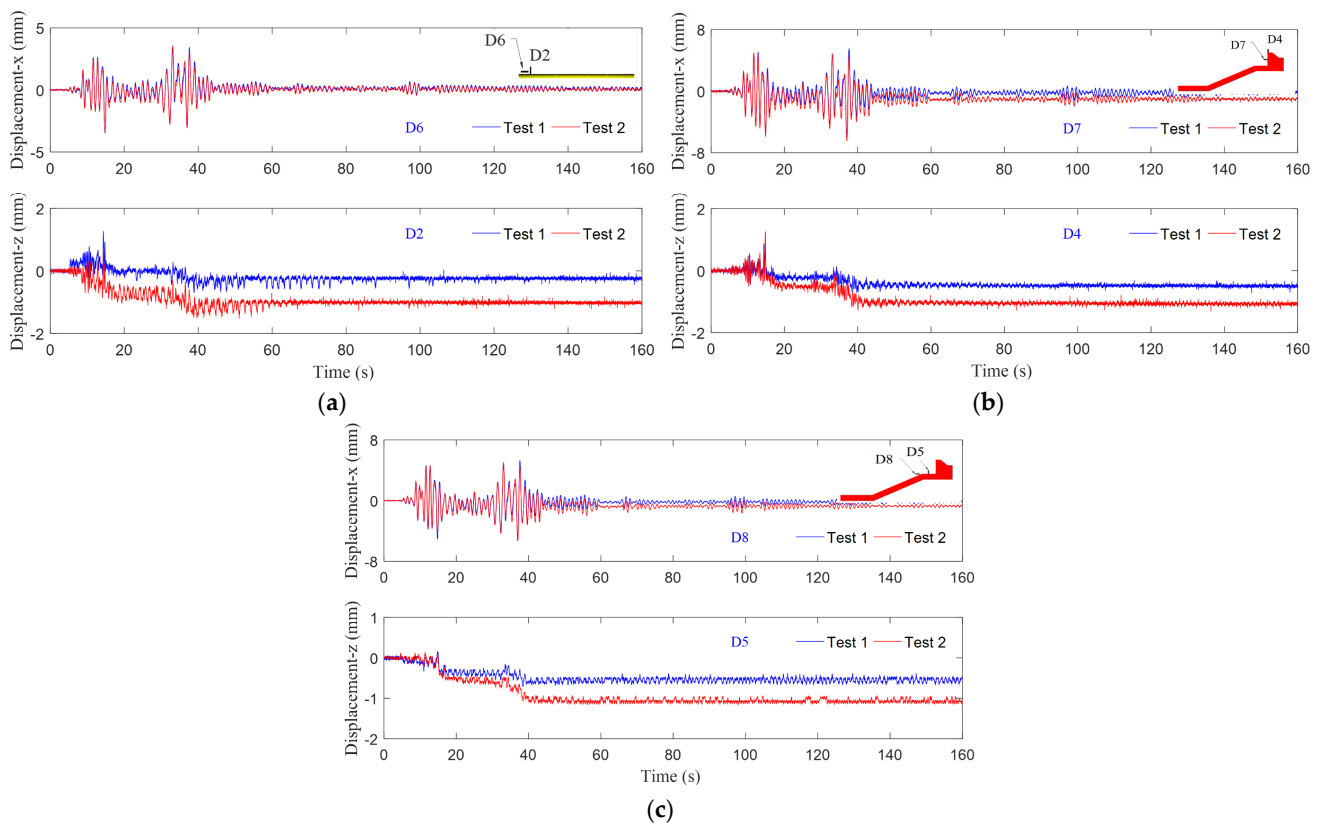 Displacement-x (mm)
5
0
-5
D6
D2
D6
Test 1
Test 2
0 20 40 60 80 100 120 140 160
Displacement-z (mm)
2
0
-2
D2
Test 1
Test 2
0 20 40 60 80 100 120 140 160
Time (s)
(a)
Displacement-x (mm)
8
0
-8
D7
D4
D7
Test 1
Test 2
0 20 40 60 80 100 120 140 160
Displacement-z (mm)
2
0
-2
D4
Test 1
Test 2
0 20 40 60 80 100 120 140 160
Time (s)
(b)
Displacement-x (mm)
8
0
-8
D8
D5
D8
Test 1
Test 2
0 20 40 60 80 100 120 140 160
Displacement-z (mm)
1
0
-1
-2
D5
Test 1
Test 2
0 20 40 60 80 100 120 140 160
Time (s)
(c)